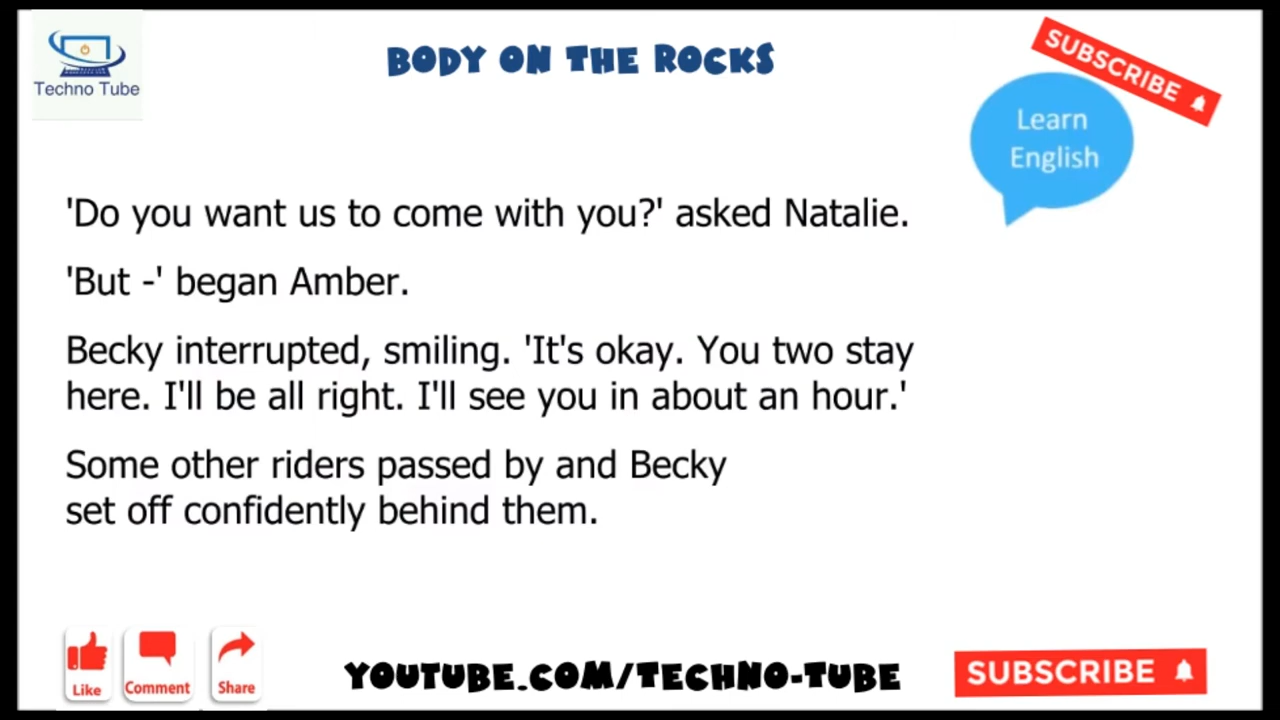 BODY ON THE ROCKS
SUBSCRIBE
Techno Tube
Learn
English
'Do you want us to come with you?' asked Natalie.
'But -' began Amber.
Becky interrupted, smiling. 'It's okay. You two stay
here. I'll be all right. I'll see you in about an hour.'
Some other riders passed by and Becky
set off confidently behind them.
Like
Comment
Share
YOUTUBE.COM/TECHNO-TUBE
SUBSCRIBE